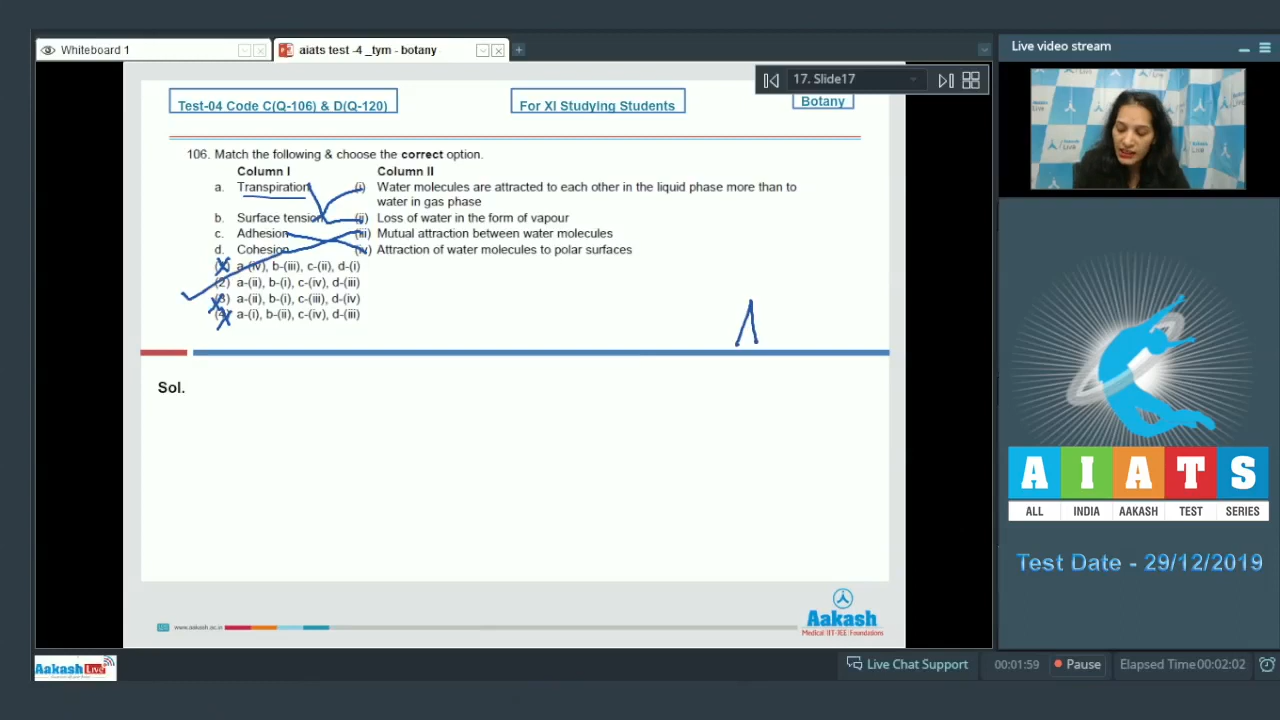 Whiteboard 1
aiats test -4 _tym - botany
Live video stream
17. Slide17
Test-04 Code C(Q-106) & D(Q-120)
For XI Studying Students
Botany
106. Match the following & choose the correct option.
Column I Column II
a. Transpiration (i) Water molecules are attracted to each other in the liquid phase more than to
water in gas phase
b. Surface tension (ii) Loss of water in the form of vapour
c. Adhesion (iii) Mutual attraction between water molecules
d. Cohesion (iv) Attraction of water molecules to polar surfaces
(1) a-(iv), b-(iii), c-(ii), d-(i)
(2) a-(ii), b-(i), c-(iv), d-(iii)
(3) a-(ii), b-(i), c-(iii), d-(iv)
(4) a-(i), b-(ii), c-(iv), d-(iii)
Sol.
A I A T S
ALL INDIA AAKASH TEST SERIES
Test Date - 29/12/2019
www.aakash.ac.in
Aakash
Medical|IIT-JEE|Foundations
Aakash Live
Live Chat Support
00:01:59
Pause
Elapsed Time 00:02:02